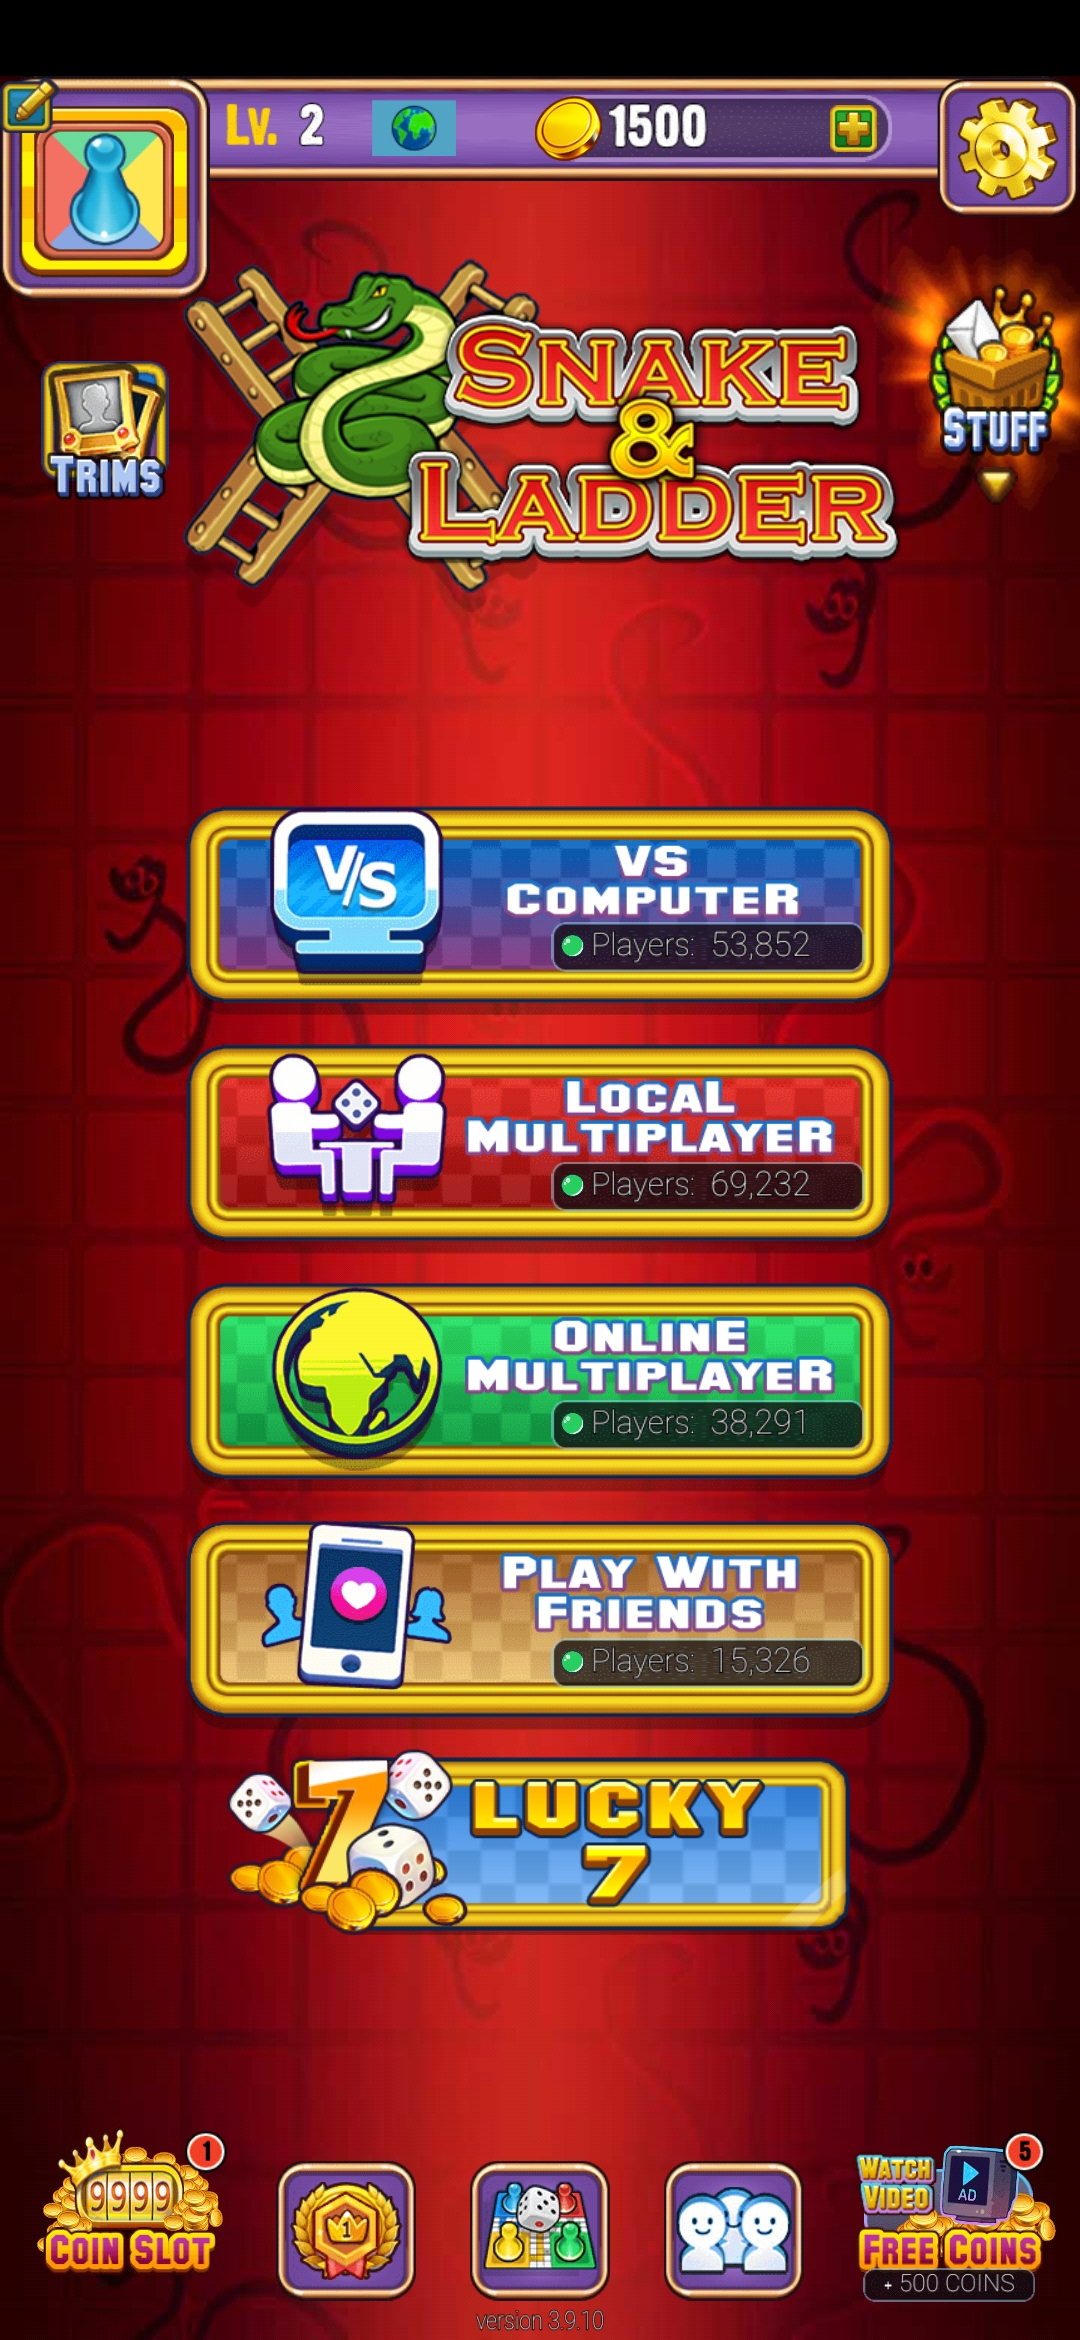 Lv. 2
1500
SNAKE
&
LADDER
TRIMS
STUFF
V/S
VS
COMPUTER
Players: 53,852
LOCAL
MULTIPLAYER
Players: 69,232
ONLINE
MULTIPLAYER
Players: 38,291
PLAY WITH
FRIENDS
Players: 15,326
7
LUCKY
7
1
9999
COIN SLOT
1
5
WATCH
VIDEO
AD
FREE COINS
+ 500 COINS
version 3.9.10